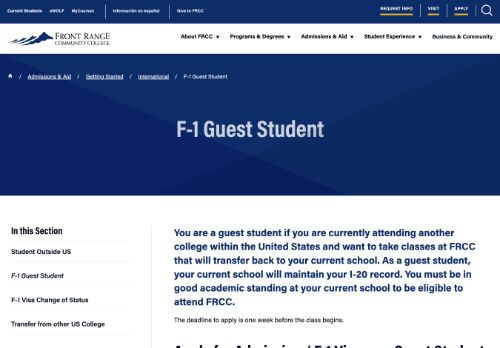 Current Students eWOLF MyCourses Información en español Give to FRCC REQUEST INFO VISIT APPLY
FRONT RANGE
COMMUNITY COLLEGE
About FRCC ▼ Programs & Degrees ▼ Admissions & Aid ▼ Student Experience ▼ Business & Community
/ Admissions & Aid / Getting Started / International / F-1 Guest Student
F-1 Guest Student
In this Section
Student Outside US
F-1 Guest Student
F-1 Visa Change of Status
Transfer from other US College
You are a guest student if you are currently attending another
college within the United States and want to take classes at FRCC
that will transfer back to your current school. As a guest student,
your current school will maintain your I-20 record. You must be in
good academic standing at your current school to be eligible to
attend FRCC.
The deadline to apply is one week before the class begins.